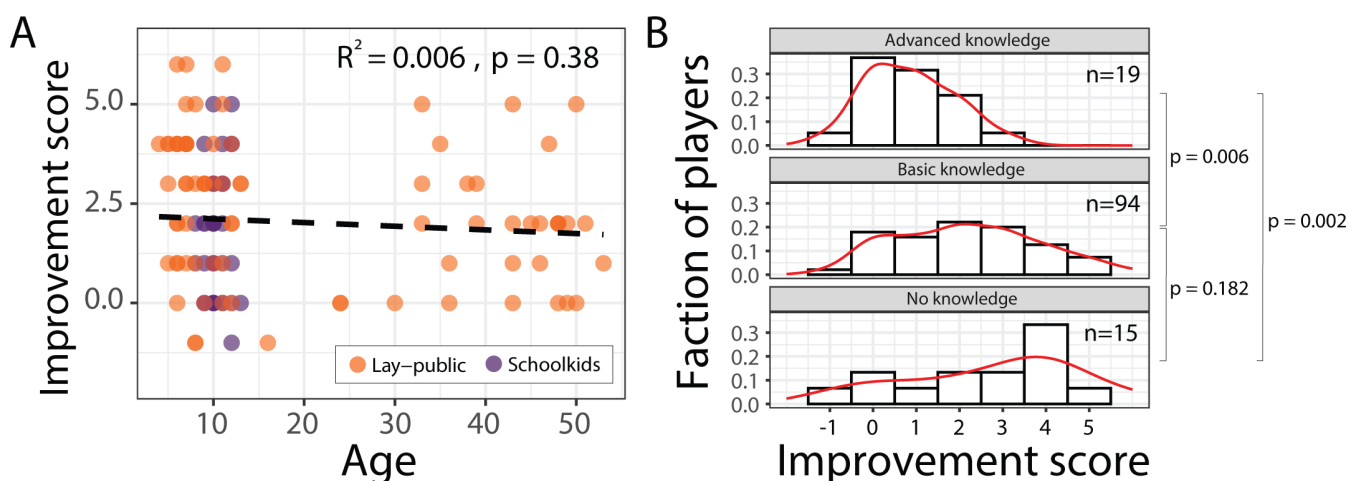 A
R² = 0.006 , p = 0.38
Improvement score
5.0
2.5
0.0
Lay–public
Schoolkids
10
20
30
40
50
Age
B
Advanced knowledge
n=19
0.3
0.2
0.1
0.0
Basic knowledge
n=94
0.3
0.2
0.1
0.0
No knowledge
n=15
0.3
0.2
0.1
0.0
Faction of players
-1
0
1
2
3
4
5
Improvement score
p = 0.006
p = 0.182
p = 0.002